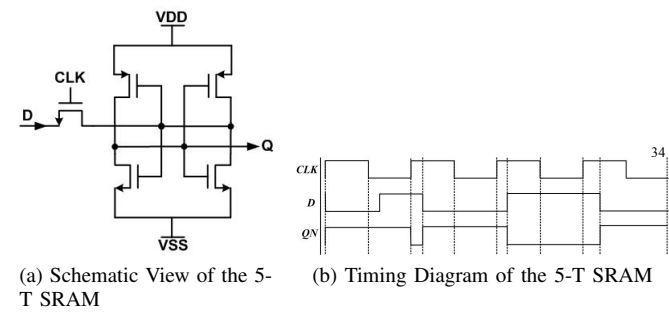 VDD
CLK
D
Q
VSS
34
CLK
D
QN
(a) Schematic View of the 5-
T SRAM
(b) Timing Diagram of the 5-T SRAM